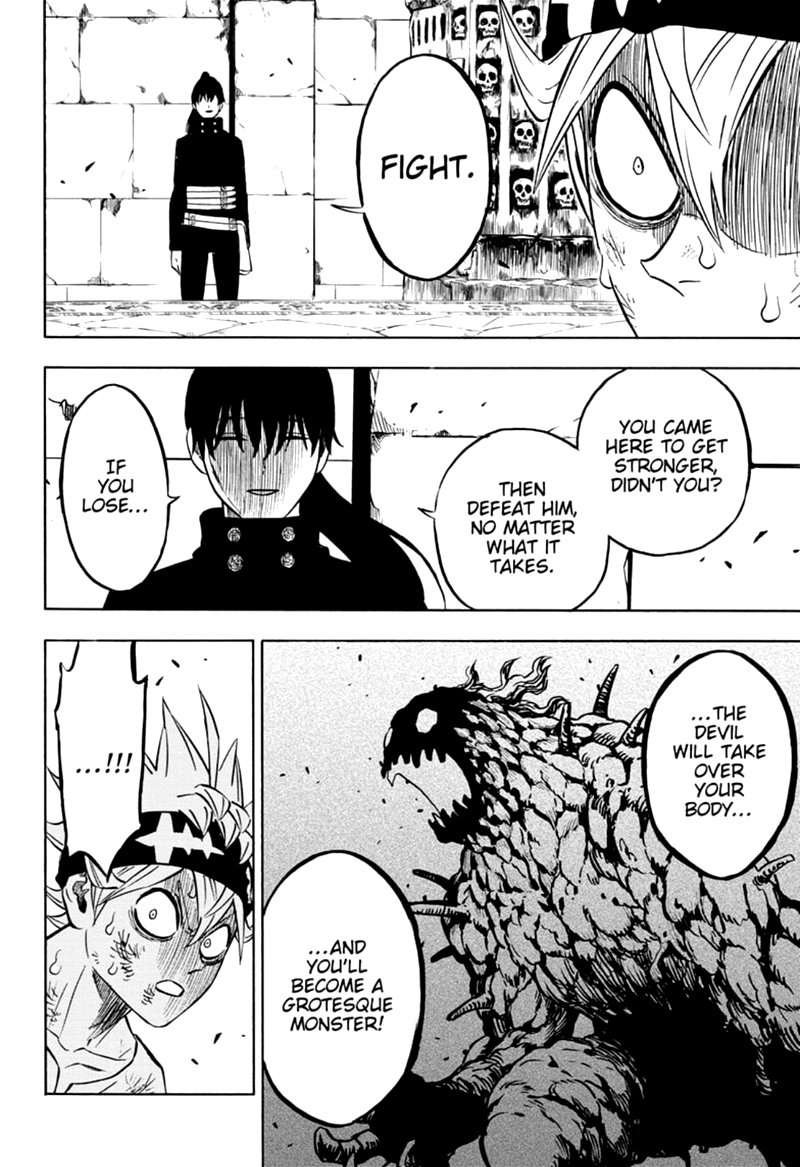 FIGHT.
YOU CAME
HERE TO GET
STRONGER,
DIDN'T YOU?
THEN
DEFEAT HIM,
NO MATTER
WHAT IT
TAKES.
IF
YOU
LOSE...
...THE
DEVIL
WILL TAKE
OVER
YOUR
BODY...
...AND
YOU'LL
BECOME A
GROTESQUE
MONSTER!
...!!!